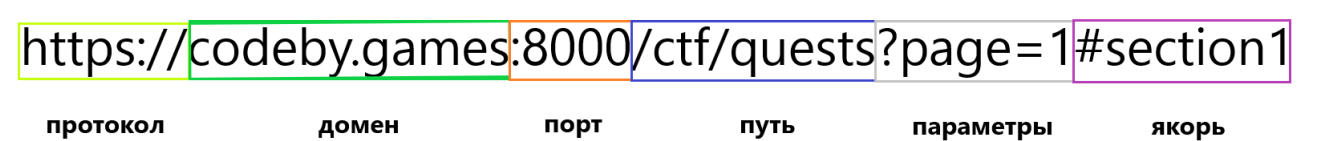 https://codeby.games:8000/ctf/quests?page=1#section1
протокол домен порт путь параметры якорь